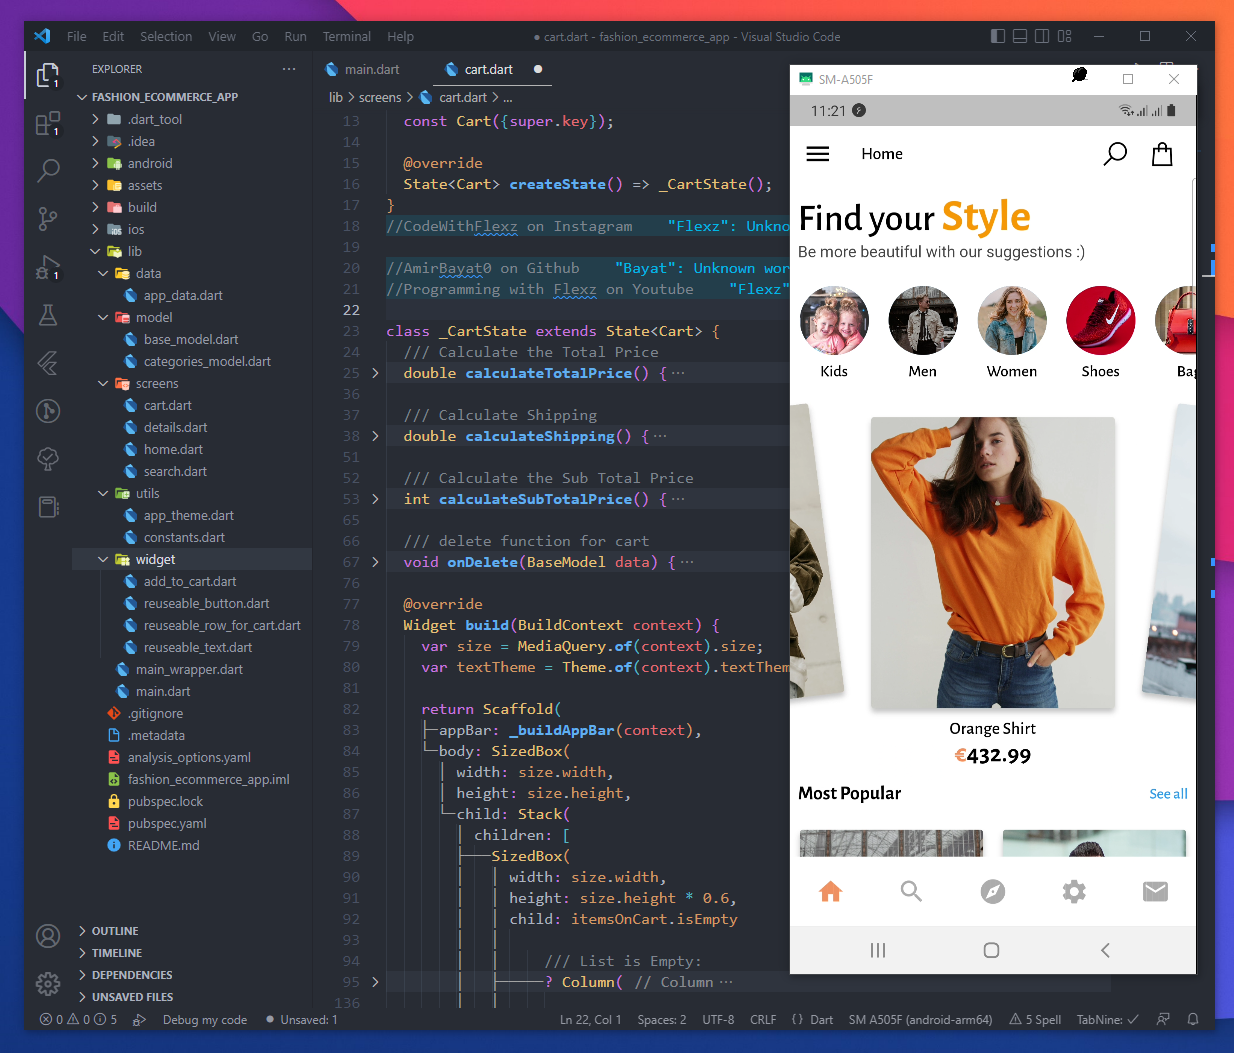 File Edit Selection View Go Run Terminal Help
● cart.dart - fashion_ecommerce_app - Visual Studio Code
EXPLORER
FASHION_ECOMMERCE_APP
.dart_tool
.idea
android
assets
build
ios
lib
data
app_data.dart
model
base_model.dart
categories_model.dart
screens
cart.dart
details.dart
home.dart
search.dart
utils
app_theme.dart
constants.dart
widget
add_to_cart.dart
reuseable_button.dart
reuseable_row_for_cart.dart
reuseable_text.dart
main_wrapper.dart
main.dart
.gitignore
.metadata
analysis_options.yaml
fashion_ecommerce_app.iml
pubspec.lock
pubspec.yaml
README.md
OUTLINE
TIMELINE
DEPENDENCIES
UNSAVED FILES
1
1
1
main.dart
cart.dart
lib > screens > cart.dart > ...
13 const Cart({super.key});
14
15 @override
16 State<Cart> createState() => _CartState();
17 }
18 //CodeWithFlexz on Instagram "Flexz": Unkno
19
20 //AmirBayat0 on Github "Bayat": Unknown wor
21 //Programming with Flexz on Youtube "Flexz"
22
23 class _CartState extends State<Cart> {
24 /// Calculate the Total Price
25 double calculateTotalPrice() { ...
36
37 /// Calculate Shipping
38 double calculateShipping() { ...
51
52 /// Calculate the Sub Total Price
53 int calculateSubTotalPrice() { ...
65
66 /// delete function for cart
67 void onDelete(BaseModel data) { ...
76
77 @override
78 Widget build(BuildContext context) {
79 var size = MediaQuery.of(context).size;
80 var textTheme = Theme.of(context).textThem
81
82 return Scaffold(
83 appBar: _buildAppBar(context),
84 body: SizedBox(
85 width: size.width,
86 height: size.height,
87 child: Stack(
88 children: [
89 SizedBox(
90 width: size.width,
91 height: size.height * 0.6,
92 child: itemsOnCart.isEmpty
93
94 /// List is Empty:
95 ? Column( // Column ...
136
SM-A505F
11:21
Home
Find your Style
Be more beautiful with our suggestions :)
Kids Men Women Shoes Bag
Orange Shirt
€432.99
Most Popular See all
0 0 5 Debug my code ● Unsaved: 1 Ln 22, Col 1 Spaces: 2 UTF-8 CRLF {} Dart SM A505F (android-arm64) 5 Spell TabNine: ✓